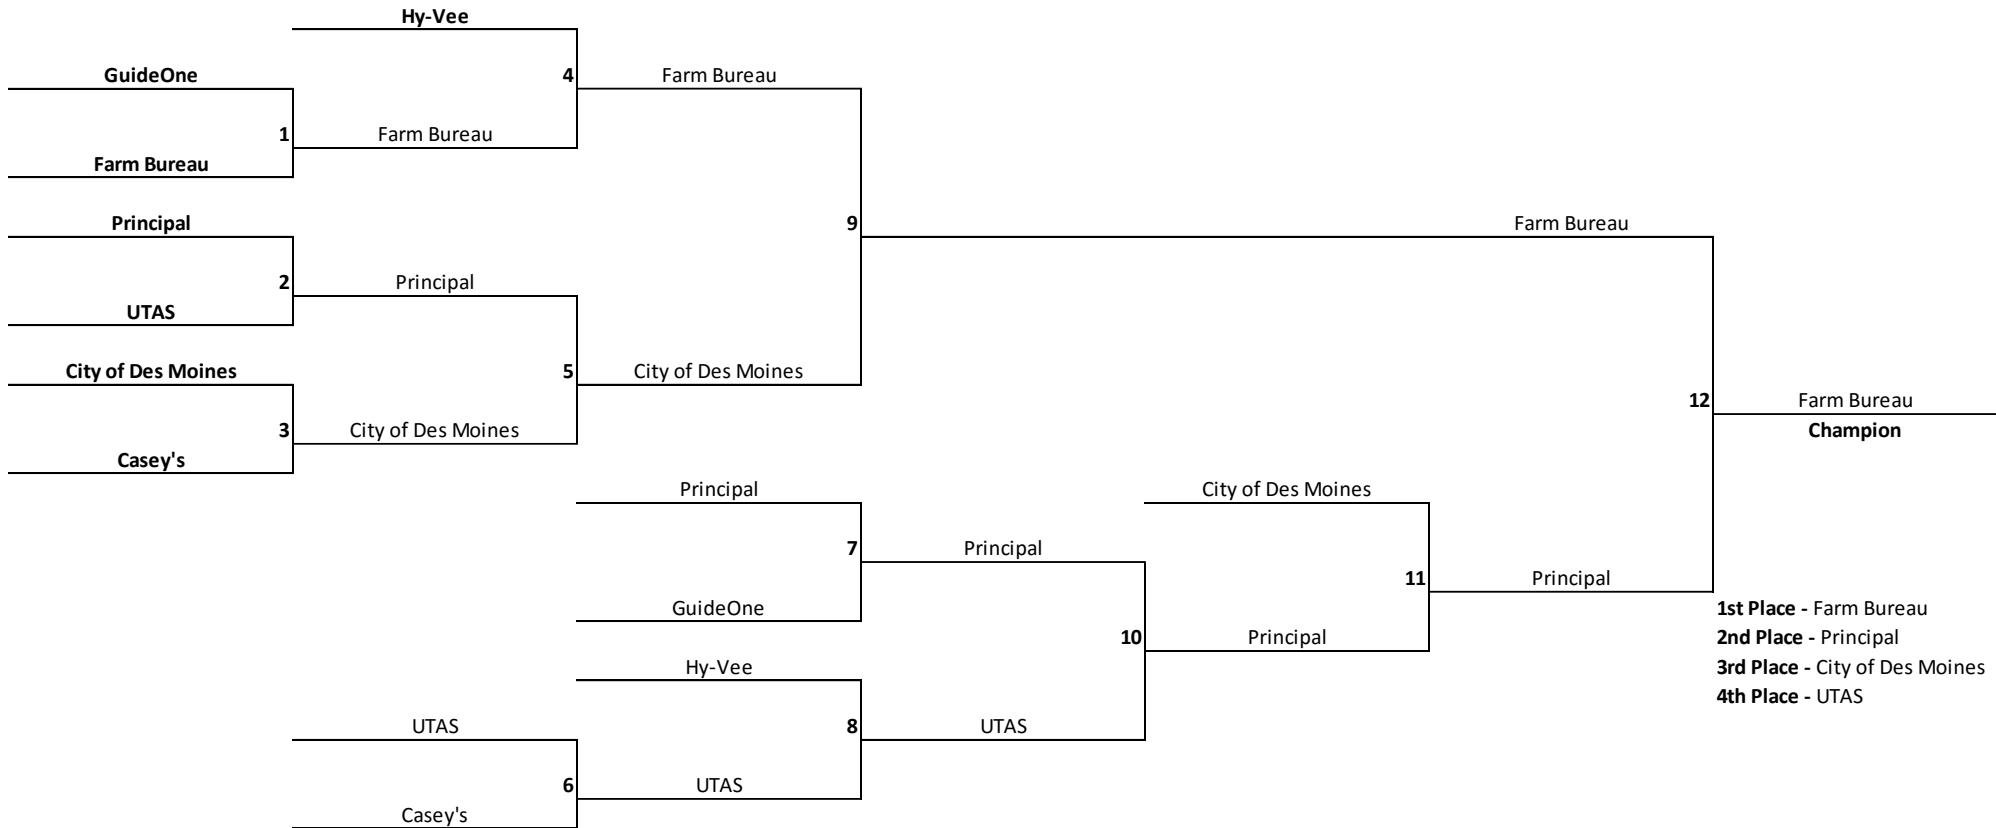 Hy-Vee
GuideOne
4
Farm Bureau
1
Farm Bureau
Farm Bureau
Principal
9
Farm Bureau
2
Principal
UTAS
City of Des Moines
5
City of Des Moines
12
Farm Bureau
3
City of Des Moines
Champion
Casey's
Principal
City of Des Moines
7
Principal
11
Principal
GuideOne
1st Place - Farm Bureau
10
Principal
2nd Place - Principal
Hy-Vee
3rd Place - City of Des Moines
4th Place - UTAS
UTAS
8
UTAS
6
UTAS
Casey's